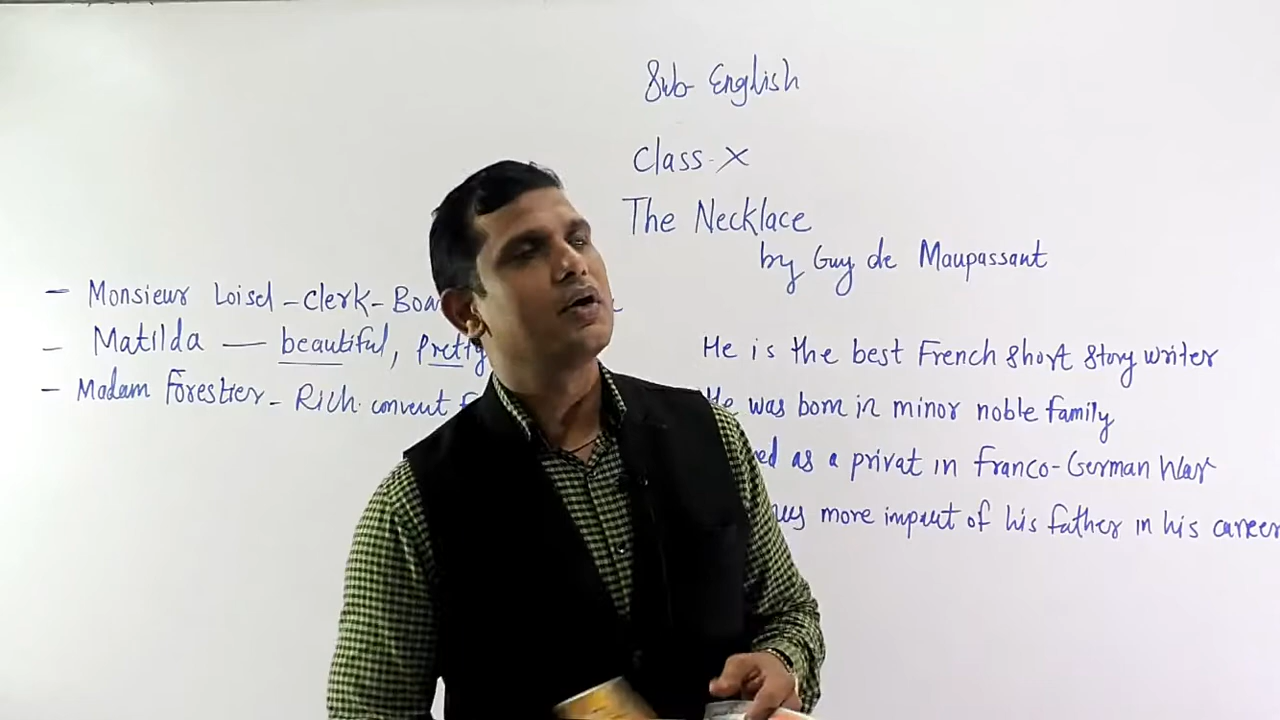 Sub- English
Class- X
The Necklace
by Guy de Maupassant
– Monsieur Loisel – clerk – Boa
– Matilda — beautiful, Pretty
– Madam Forestier – Rich. convent
He is the best French short story writer
He was born in minor noble family
ed as a privat in Franco-German War
more impact of his father in his career